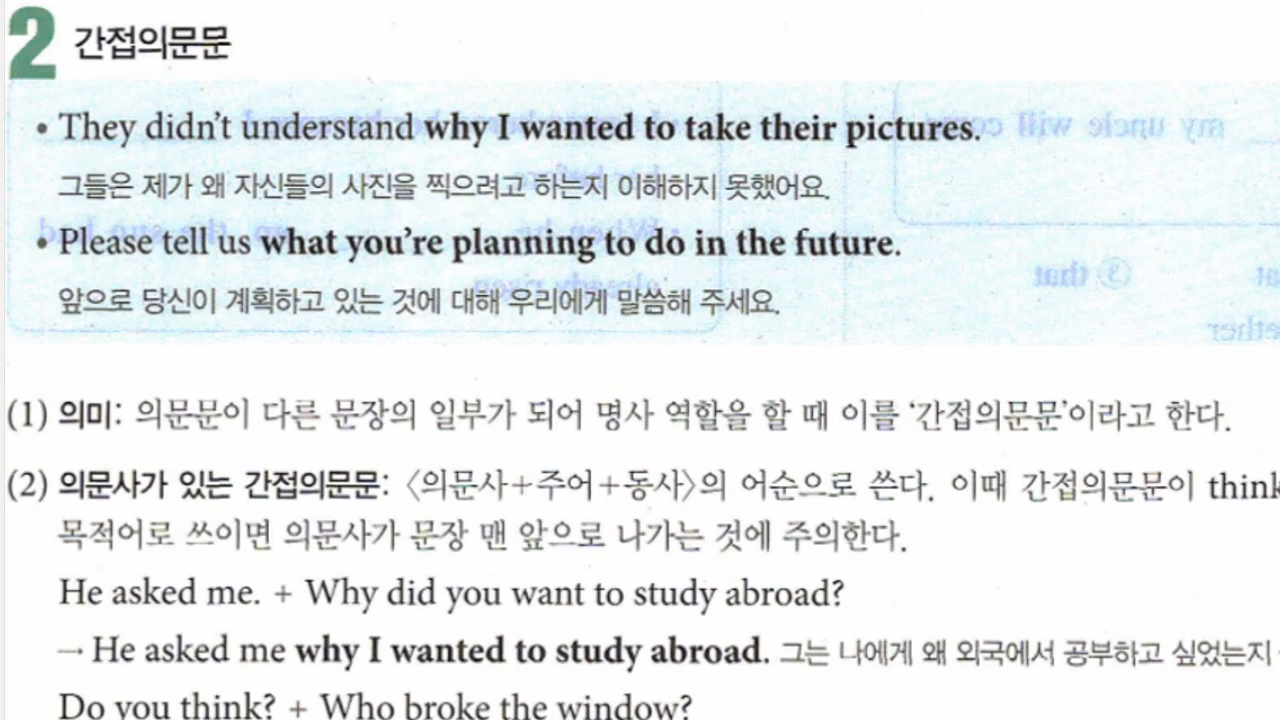 2 간접의문문
• They didn't understand why I wanted to take their pictures.
그들은 제가 왜 자신들의 사진을 찍으려고 하는지 이해하지 못했어요.
• Please tell us what you're planning to do in the future.
앞으로 당신이 계획하고 있는 것에 대해 우리에게 말씀해 주세요.
(1) 의미: 의문문이 다른 문장의 일부가 되어 명사 역할을 할 때 이를 ‘간접의문문’이라고 한다.
(2) 의문사가 있는 간접의문문: 〈의문사+주어+동사〉의 어순으로 쓴다. 이때 간접의문문이 think
목적어로 쓰이면 의문사가 문장 맨 앞으로 나가는 것에 주의한다.
He asked me. + Why did you want to study abroad?
→ He asked me why I wanted to study abroad. 그는 나에게 왜 외국에서 공부하고 싶었는지
Do you think? + Who broke the window?